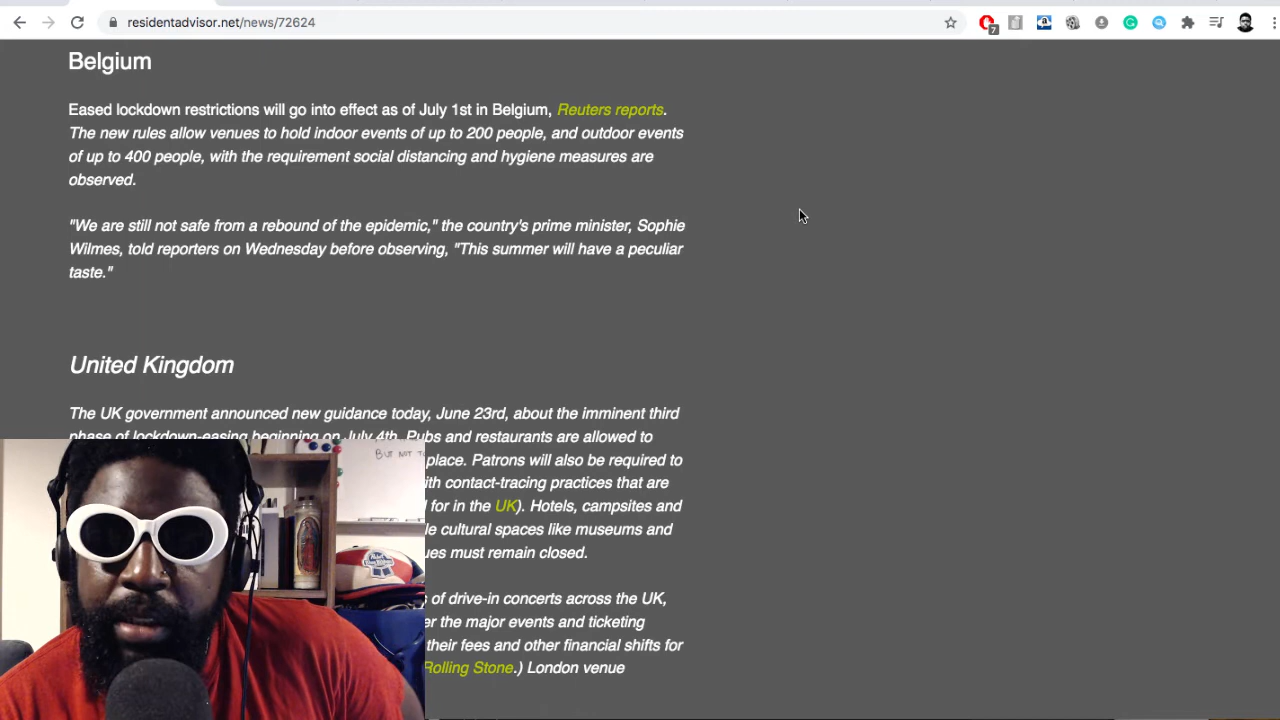 residentadvisor.net/news/72624
7
Belgium
Eased lockdown restrictions will go into effect as of July 1st in Belgium, Reuters reports.
The new rules allow venues to hold indoor events of up to 200 people, and outdoor events
of up to 400 people, with the requirement social distancing and hygiene measures are
observed.
"We are still not safe from a rebound of the epidemic," the country's prime minister, Sophie
Wilmes, told reporters on Wednesday before observing, "This summer will have a peculiar
taste."
United Kingdom
The UK government announced new guidance today, June 23rd, about the imminent third
phase of lockdown-easing beginning on July 4th. Pubs and restaurants are allowed to
BUT NOT
place. Patrons will also be required to
with contact-tracing practices that are
for in the UK). Hotels, campsites and
cultural spaces like museums and
must remain closed.
of drive-in concerts across the UK,
the major events and ticketing
their fees and other financial shifts for
Rolling Stone.) London venue